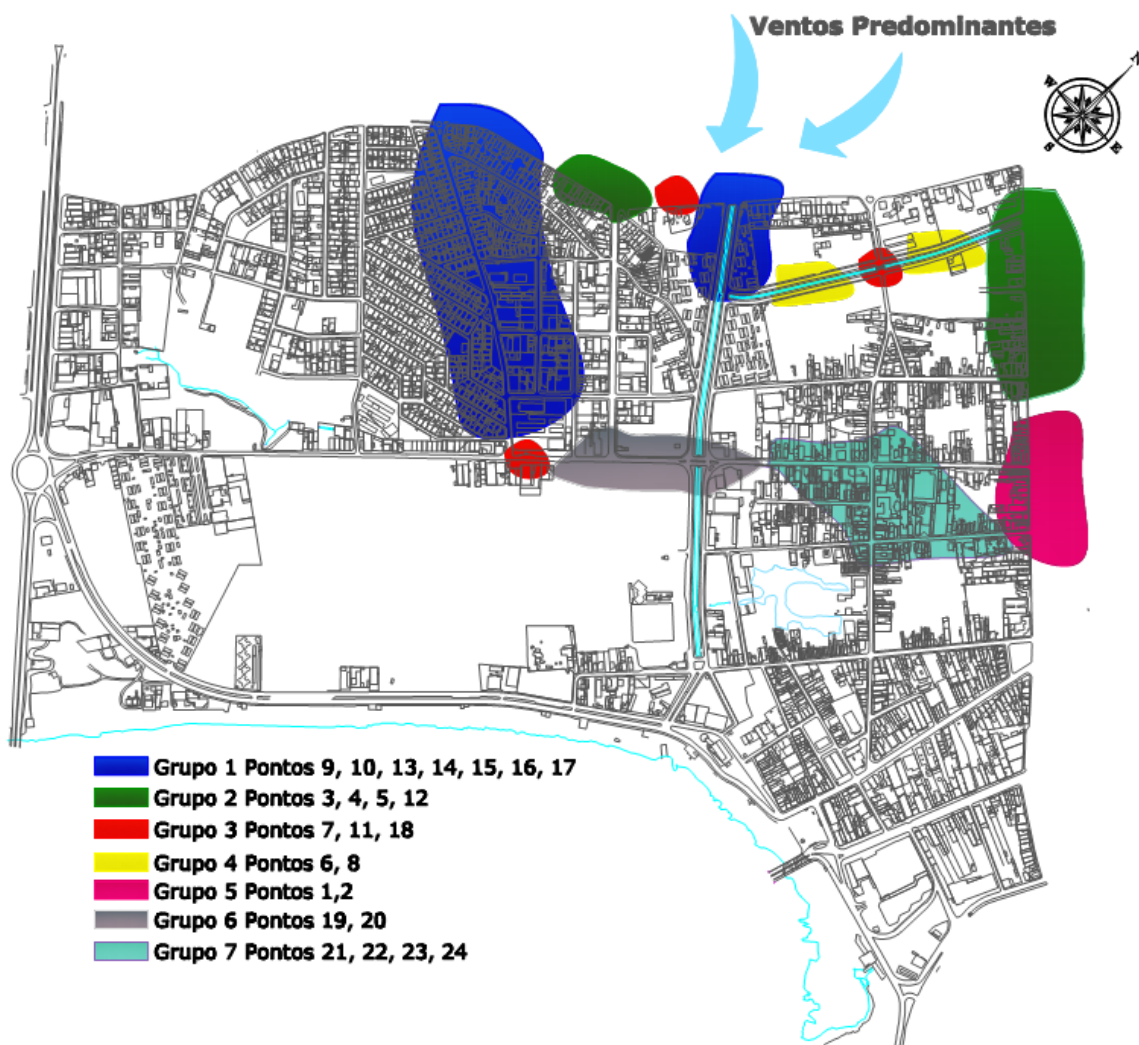 Ventos Predominantes
N
W
S
E
Grupo 1 Pontos 9, 10, 13, 14, 15, 16, 17
Grupo 2 Pontos 3, 4, 5, 12
Grupo 3 Pontos 7, 11, 18
Grupo 4 Pontos 6, 8
Grupo 5 Pontos 1,2
Grupo 6 Pontos 19, 20
Grupo 7 Pontos 21, 22, 23, 24